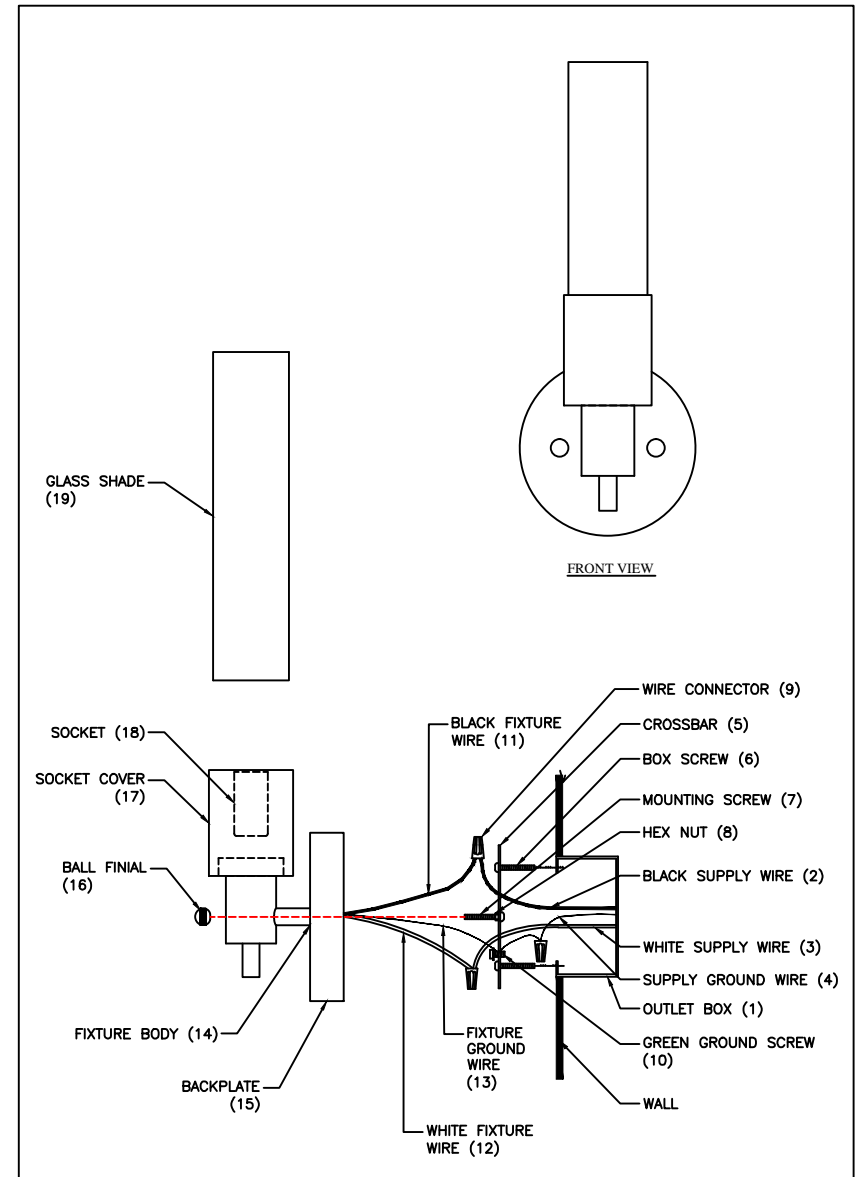 FRONT VIEW
GLASS SHADE
(19)
SOCKET (18)
SOCKET COVER
(17)
BALL FINIAL
(16)
FIXTURE BODY (14)
BACKPLATE
(15)
BLACK FIXTURE
WIRE (11)
FIXTURE
GROUND
WIRE
(13)
WHITE FIXTURE
WIRE (12)
WIRE CONNECTOR (9)
CROSSBAR (5)
BOX SCREW (6)
MOUNTING SCREW (7)
HEX NUT (8)
BLACK SUPPLY WIRE (2)
WHITE SUPPLY WIRE (3)
SUPPLY GROUND WIRE (4)
OUTLET BOX (1)
GREEN GROUND SCREW
(10)
WALL